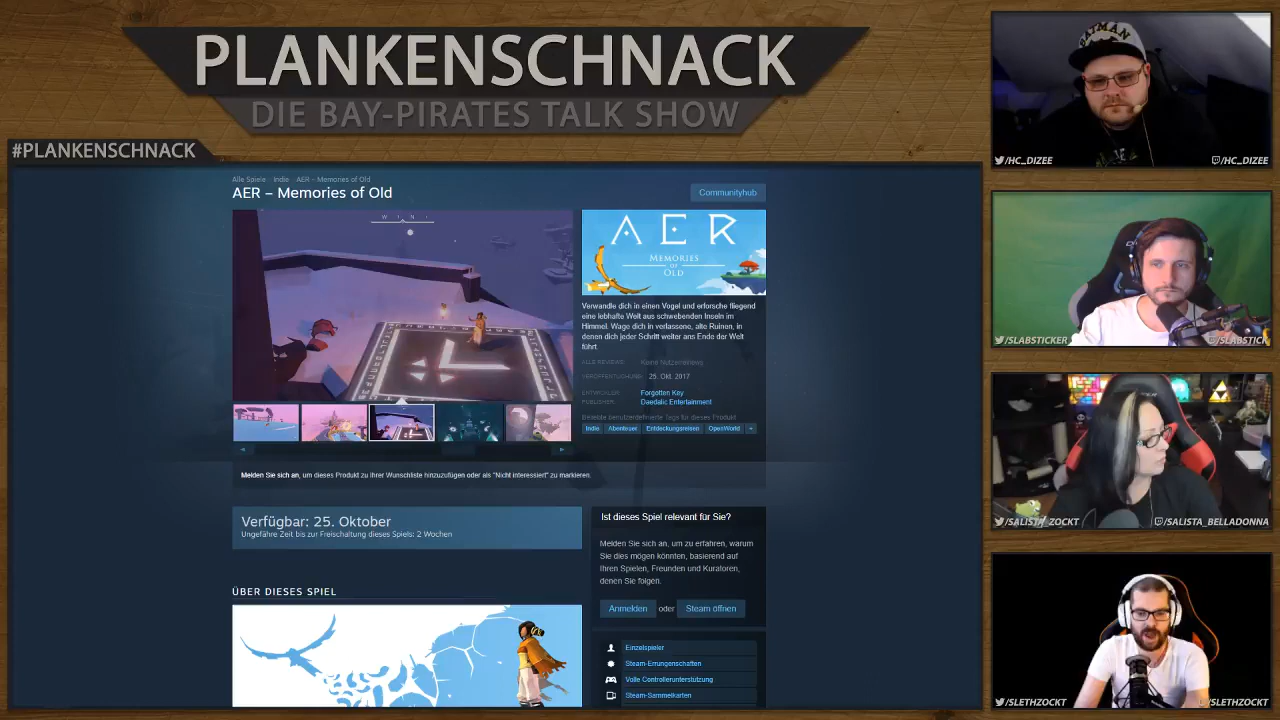 PLANKENSCHNACK
DIE BAY-PIRATES TALK SHOW
#PLANKENSCHNACK
Alle Spiele Indie AER – Memories of Old
AER – Memories of Old
Communityhub
W N
AER
MEMORIES
OF
OLD
Verwandle dich in einen Vogel und erforsche fliegend
eine lebhafte Welt aus schwebenden Inseln im
Himmel. Wage dich in verlassene, alte Ruinen, in
denen dich jeder Schritt weiter ans Ende der Welt
führt.
ALLE REVIEWS: Keine Nutzerreviews
VERÖFFENTLICHUNG: 25. Okt. 2017
ENTWICKLER: Forgotten Key
PUBLISHER: Daedalic Entertainment
Beliebte benutzerdefinierte Tags für dieses Produkt
Indie Abenteuer Entdeckungsreisen OpenWorld +
Melden Sie sich an, um dieses Produkt zu Ihrer Wunschliste hinzuzufügen oder als "Nicht interessiert" zu markieren.
Verfügbar: 25. Oktober
Ungefähre Zeit bis zur Freischaltung dieses Spiels: 2 Wochen
Ist dieses Spiel relevant für Sie?
Melden Sie sich an, um zu erfahren, warum
Sie dies mögen könnten, basierend auf
Ihren Spielen, Freunden und Kuratoren,
denen Sie folgen.
Anmelden oder Steam öffnen
ÜBER DIESES SPIEL
Einzelspieler
Steam-Errungenschaften
Volle Controllerunterstützung
Steam-Sammelkarten
/HC_DIZEE /HC_DIZEE
/SLABSTICKER /SLABSTICK
/SALISTA_ZOCKT /SALISTA_BELLADONNA
/SLETHZOCKT /SLETHZOCKT